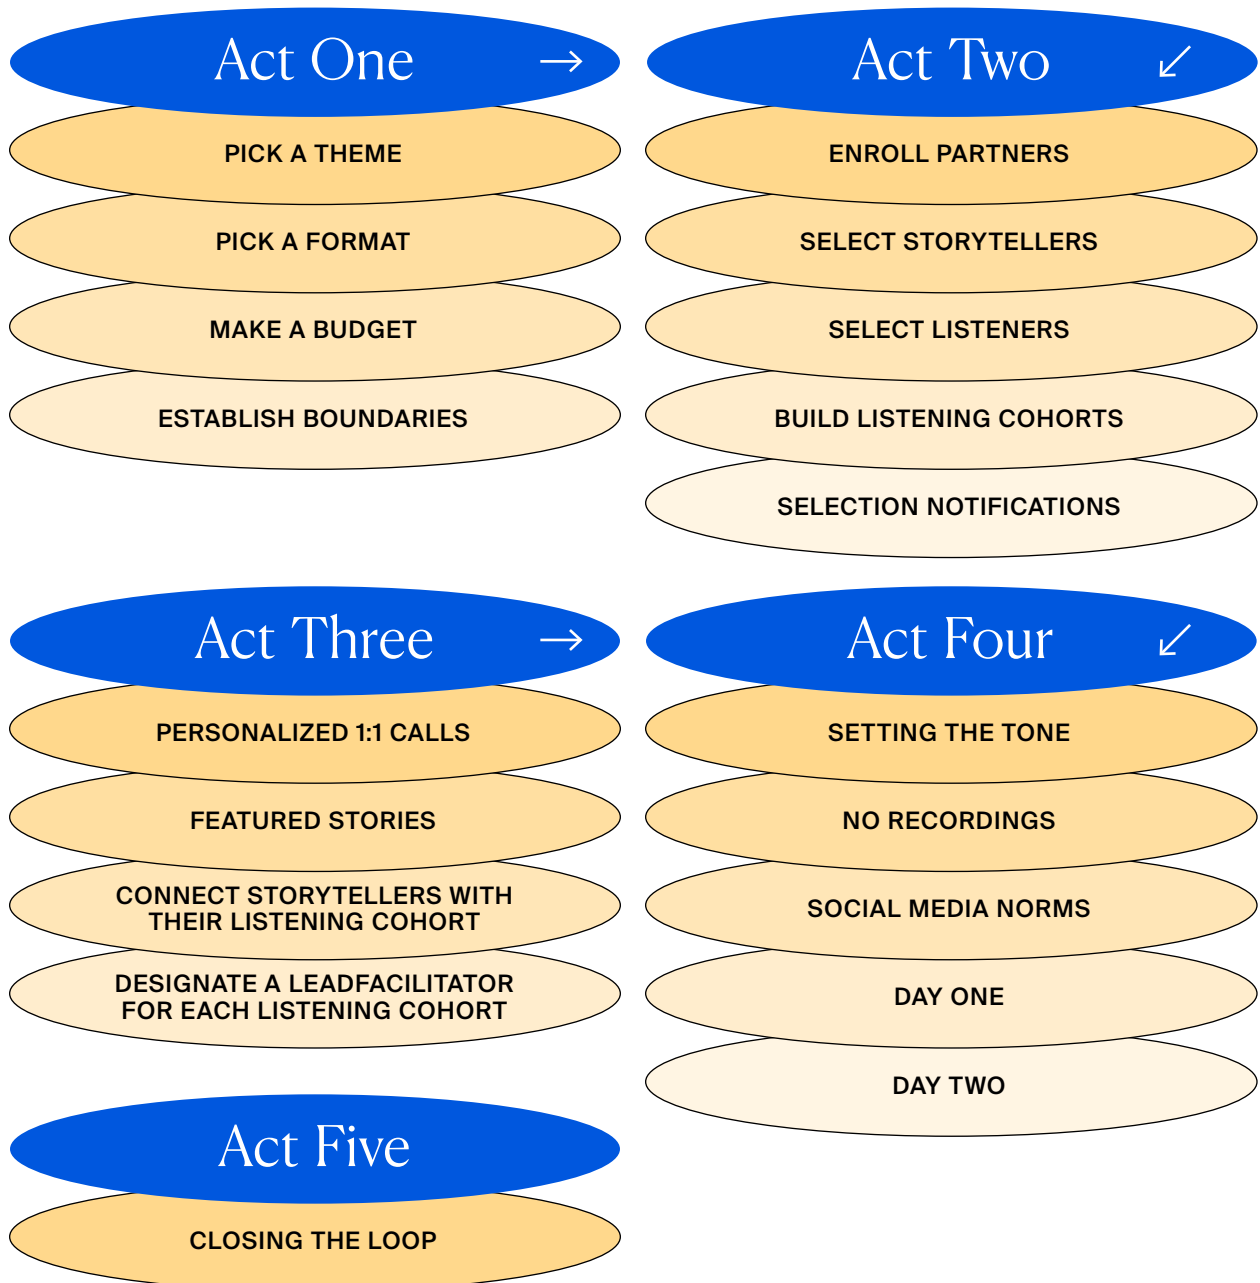 Act One →
PICK A THEME
PICK A FORMAT
MAKE A BUDGET
ESTABLISH BOUNDARIES
Act Two ↙
ENROLL PARTNERS
SELECT STORYTELLERS
SELECT LISTENERS
BUILD LISTENING COHORTS
SELECTION NOTIFICATIONS
Act Three →
PERSONALIZED 1:1 CALLS
FEATURED STORIES
CONNECT STORYTELLERS WITH
THEIR LISTENING COHORT
DESIGNATE A LEADFACILITATOR
FOR EACH LISTENING COHORT
Act Four ↙
SETTING THE TONE
NO RECORDINGS
SOCIAL MEDIA NORMS
DAY ONE
DAY TWO
Act Five
CLOSING THE LOOP